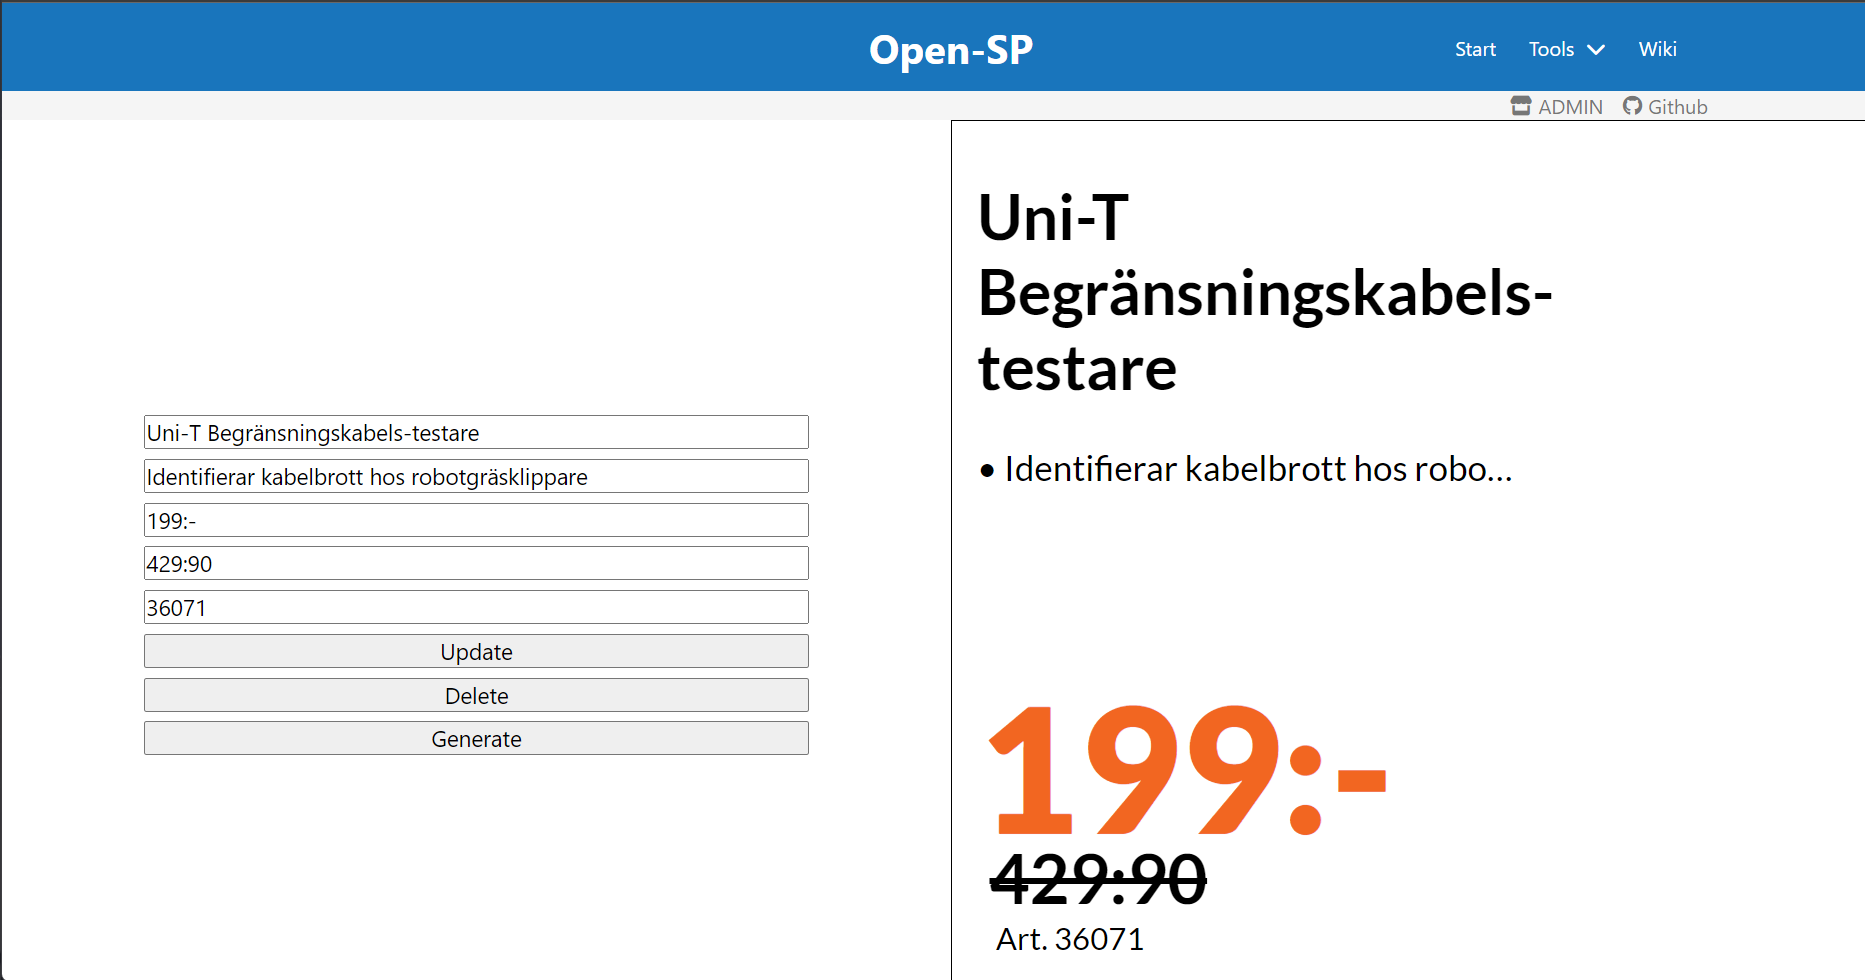 Open-SP
Start Tools Wiki
ADMIN Github
Uni-T Begränsningskabels-testare
Identifierar kabelbrott hos robotgräsklippare
199:-
429:90
36071
Update
Delete
Generate
Uni-T
Begränsningskabels-
testare
• Identifierar kabelbrott hos robo...
199:-
429:90
Art. 36071